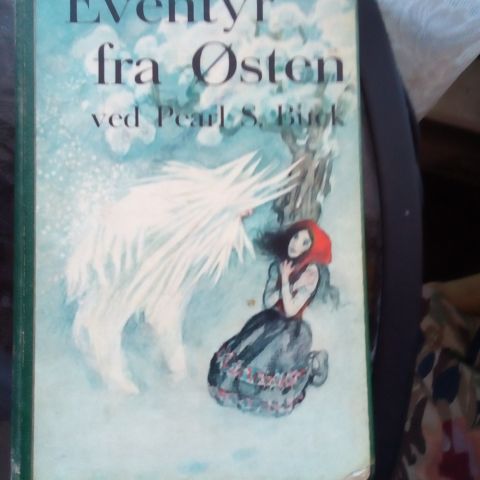 Eventyr
fra Østen
ved Pearl S. Buck